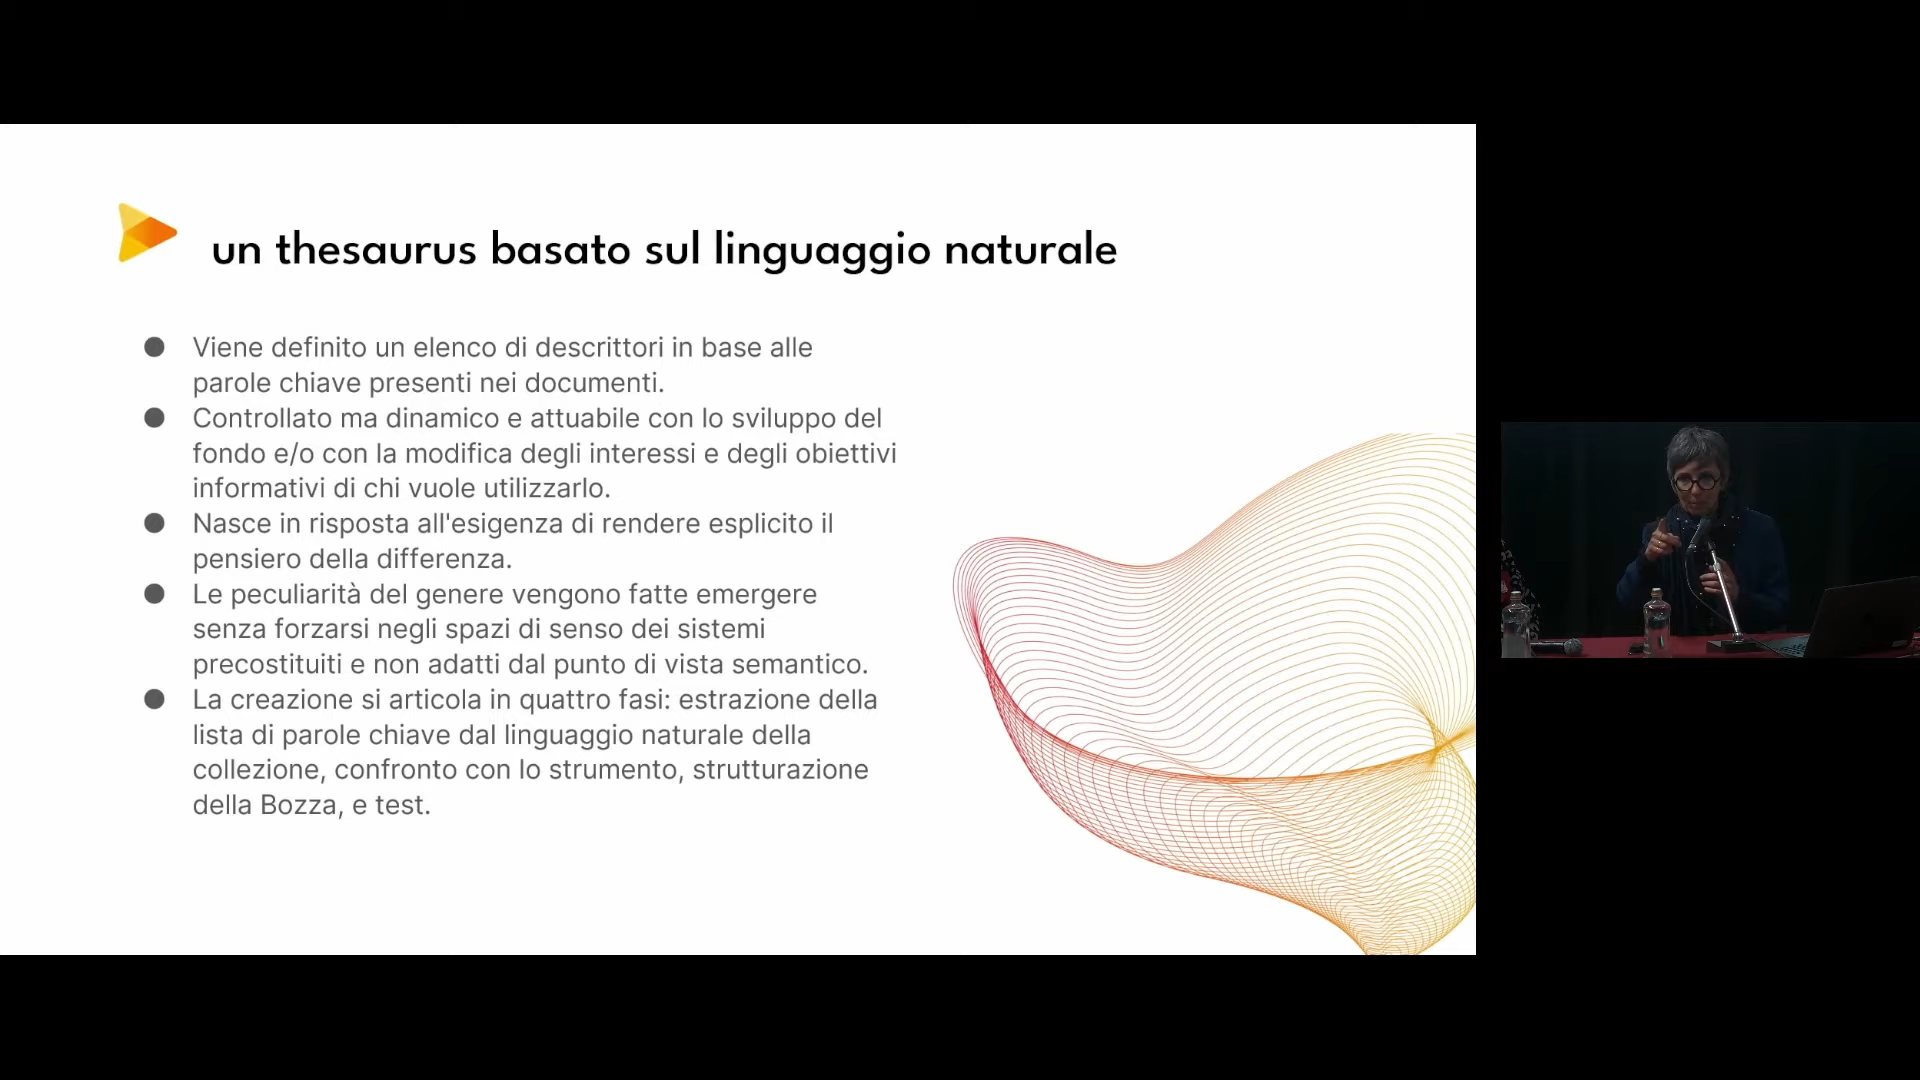 un thesaurus basato sul linguaggio naturale
● Viene definito un elenco di descrittori in base alle
parole chiave presenti nei documenti.
● Controllato ma dinamico e attuabile con lo sviluppo del
fondo e/o con la modifica degli interessi e degli obiettivi
informativi di chi vuole utilizzarlo.
● Nasce in risposta all'esigenza di rendere esplicito il
pensiero della differenza.
● Le peculiarità del genere vengono fatte emergere
senza forzarsi negli spazi di senso dei sistemi
precostituiti e non adatti dal punto di vista semantico.
● La creazione si articola in quattro fasi: estrazione della
lista di parole chiave dal linguaggio naturale della
collezione, confronto con lo strumento, strutturazione
della Bozza, e test.